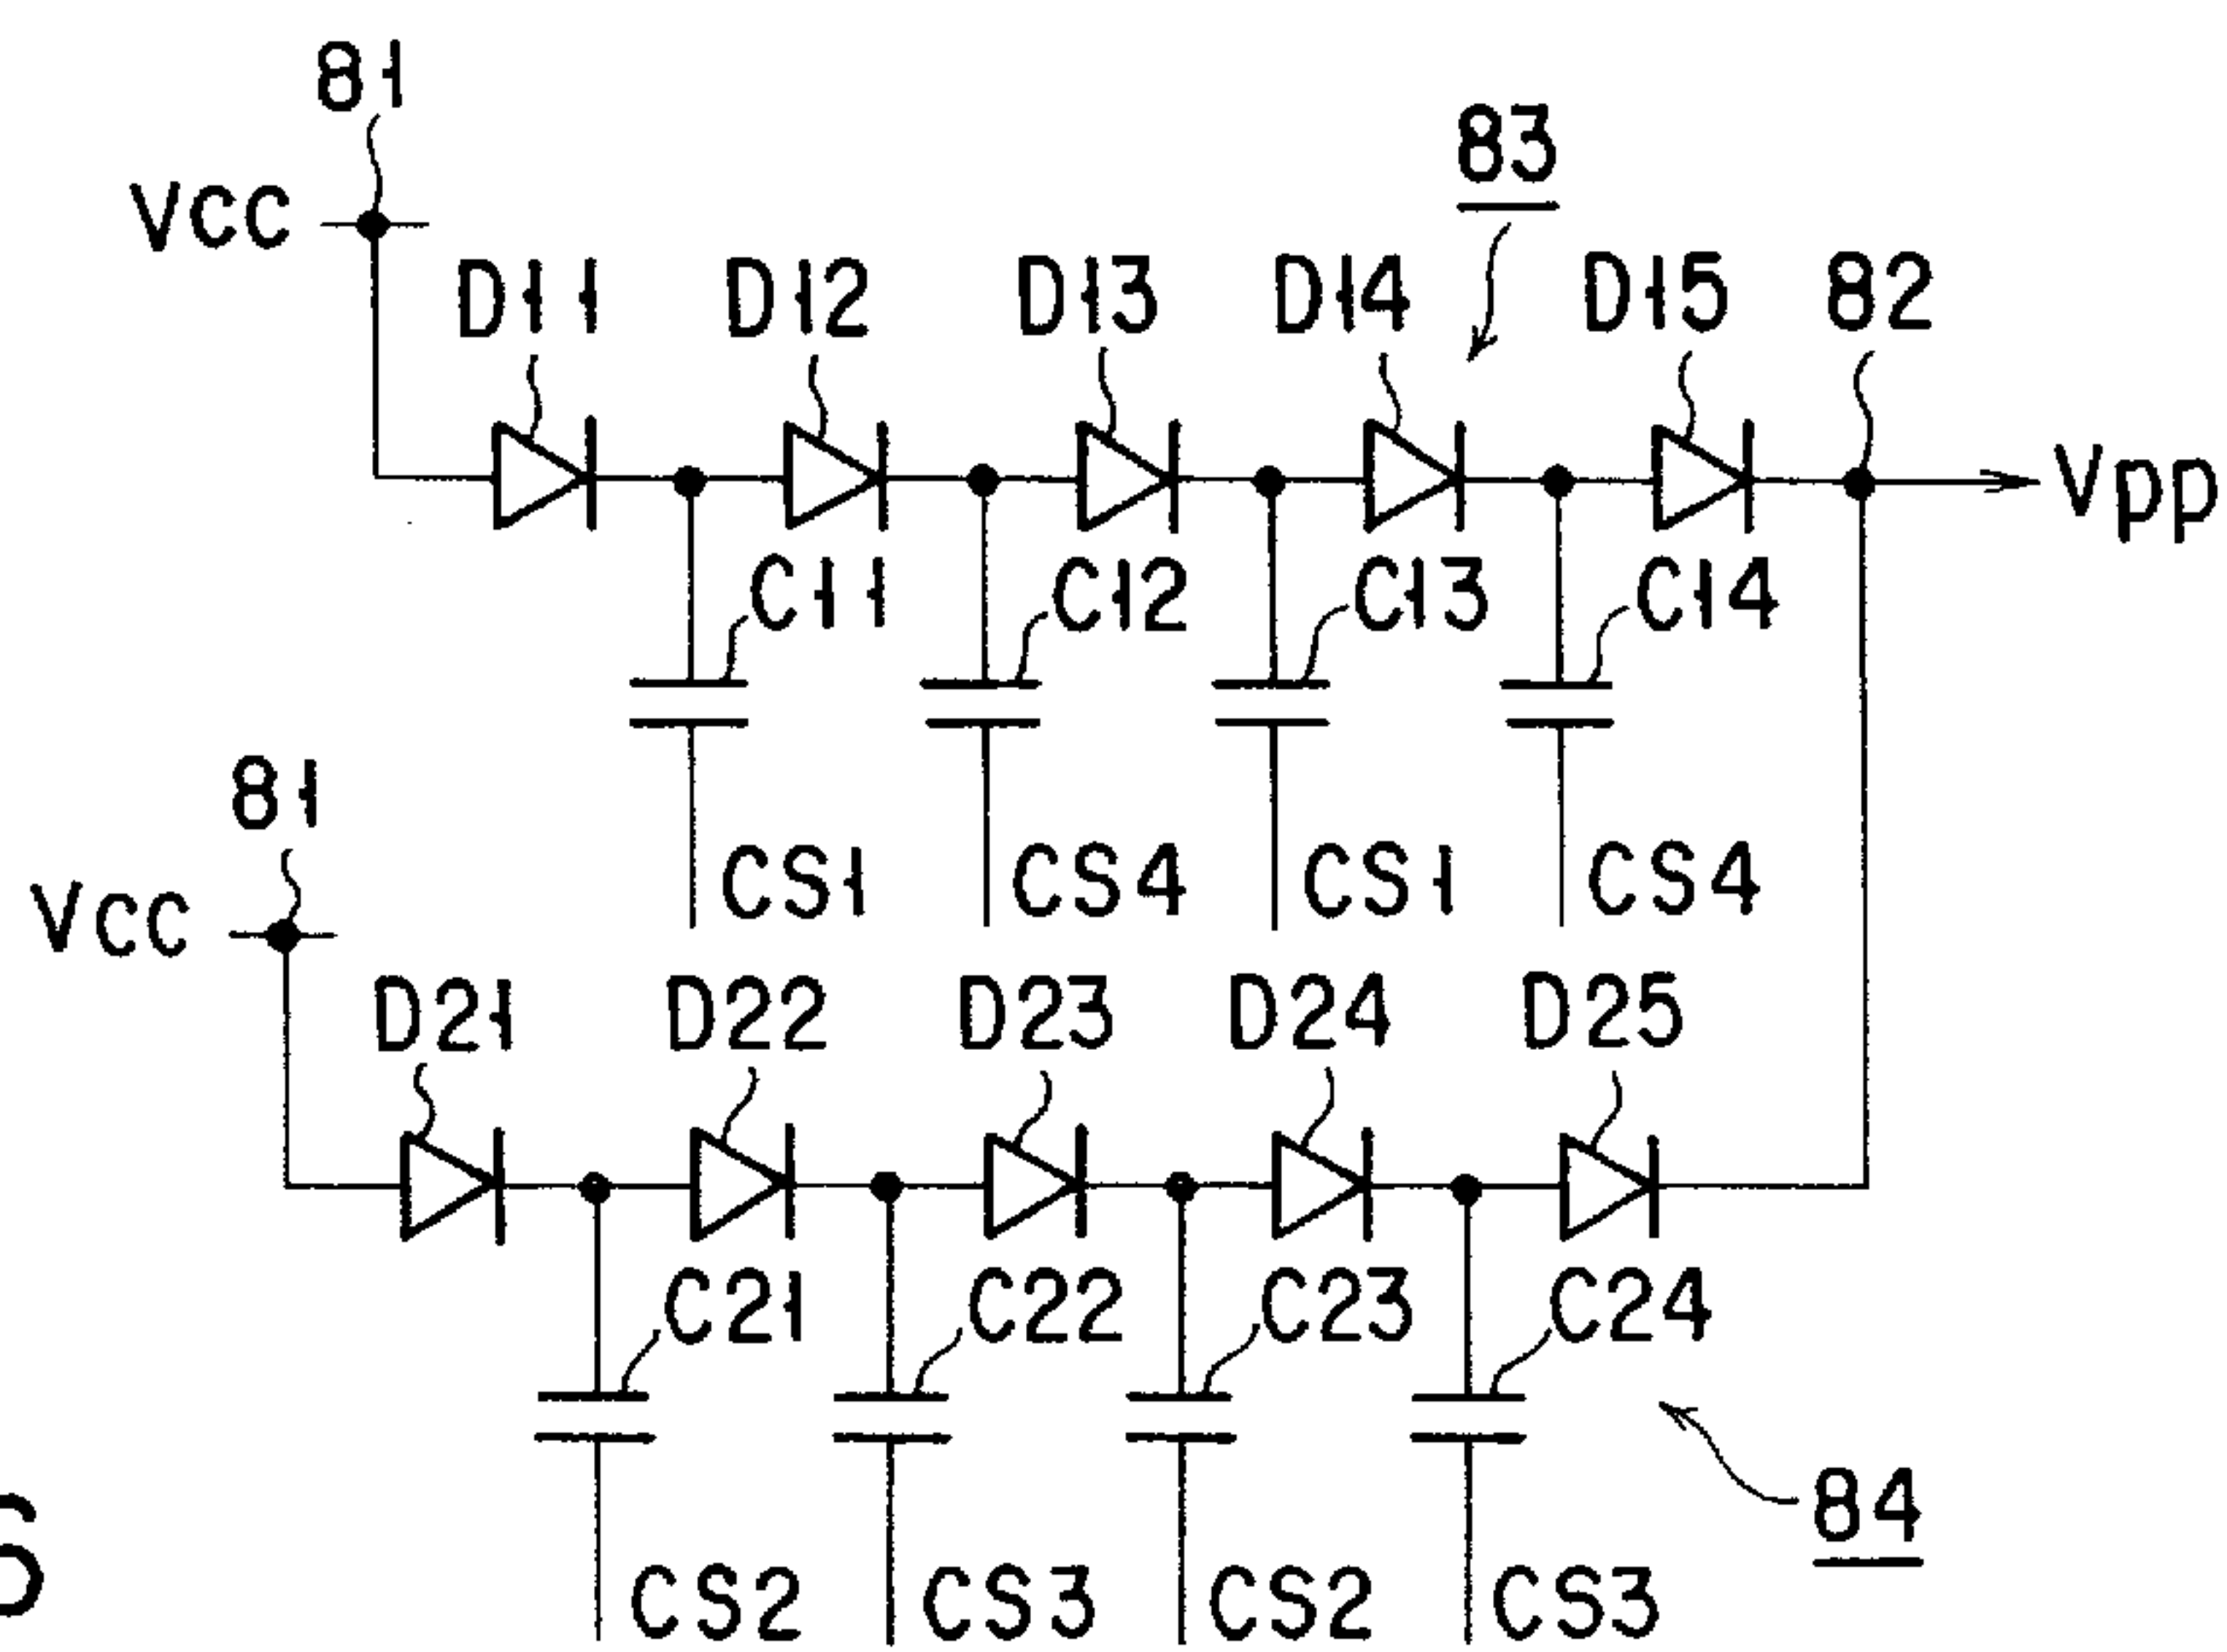 81
83
VCC
D11 D12 D13 D14 D15 82
Vpp
C11 C12 C13 C14
81
CS1 CS4 CS1 CS4
VCC
D21 D22 D23 D24 D25
C21 C22 C23 C24
84
CS2 CS3 CS2 CS3